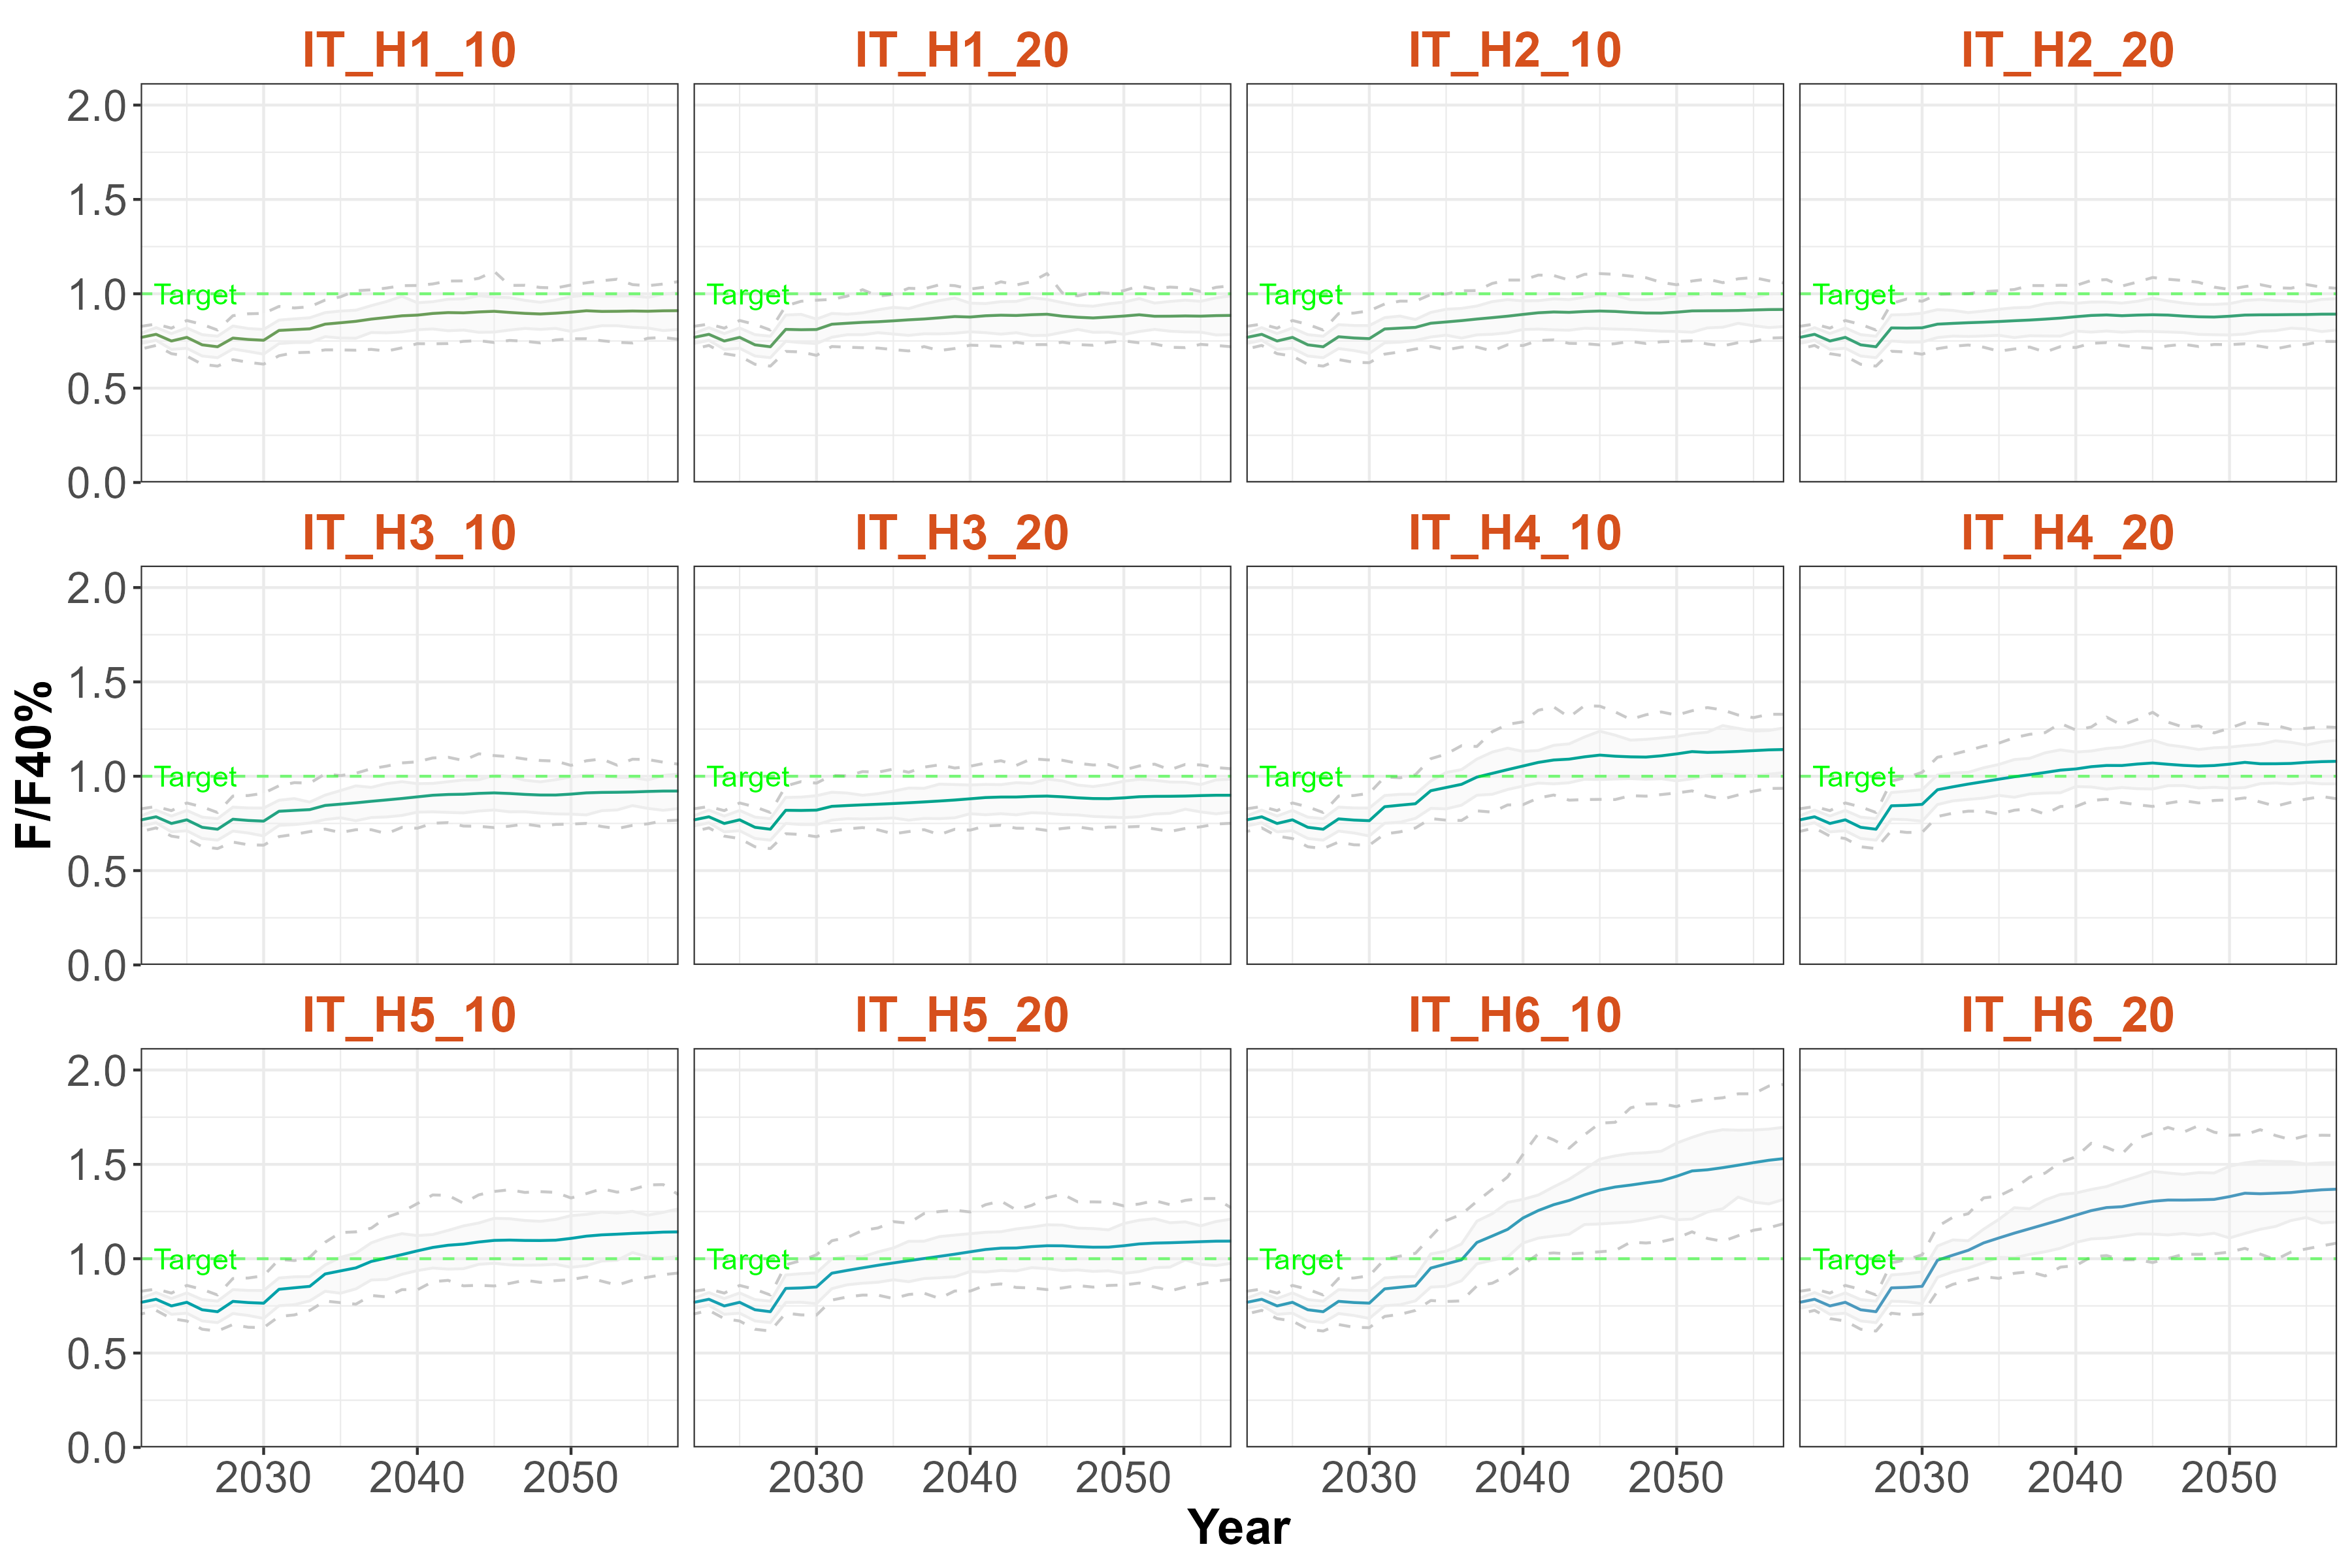 IT_H1_10 IT_H1_20 IT_H2_10 IT_H2_20
2.0
1.5
1.0 Target Target Target Target
0.5
0.0
IT_H3_10 IT_H3_20 IT_H4_10 IT_H4_20
2.0
1.5
1.0 Target Target Target Target
0.5
0.0
F/F40%
IT_H5_10 IT_H5_20 IT_H6_10 IT_H6_20
2.0
1.5
1.0 Target Target Target Target
0.5
0.0
2030 2040 2050 2030 2040 2050 2030 2040 2050 2030 2040 2050
Year